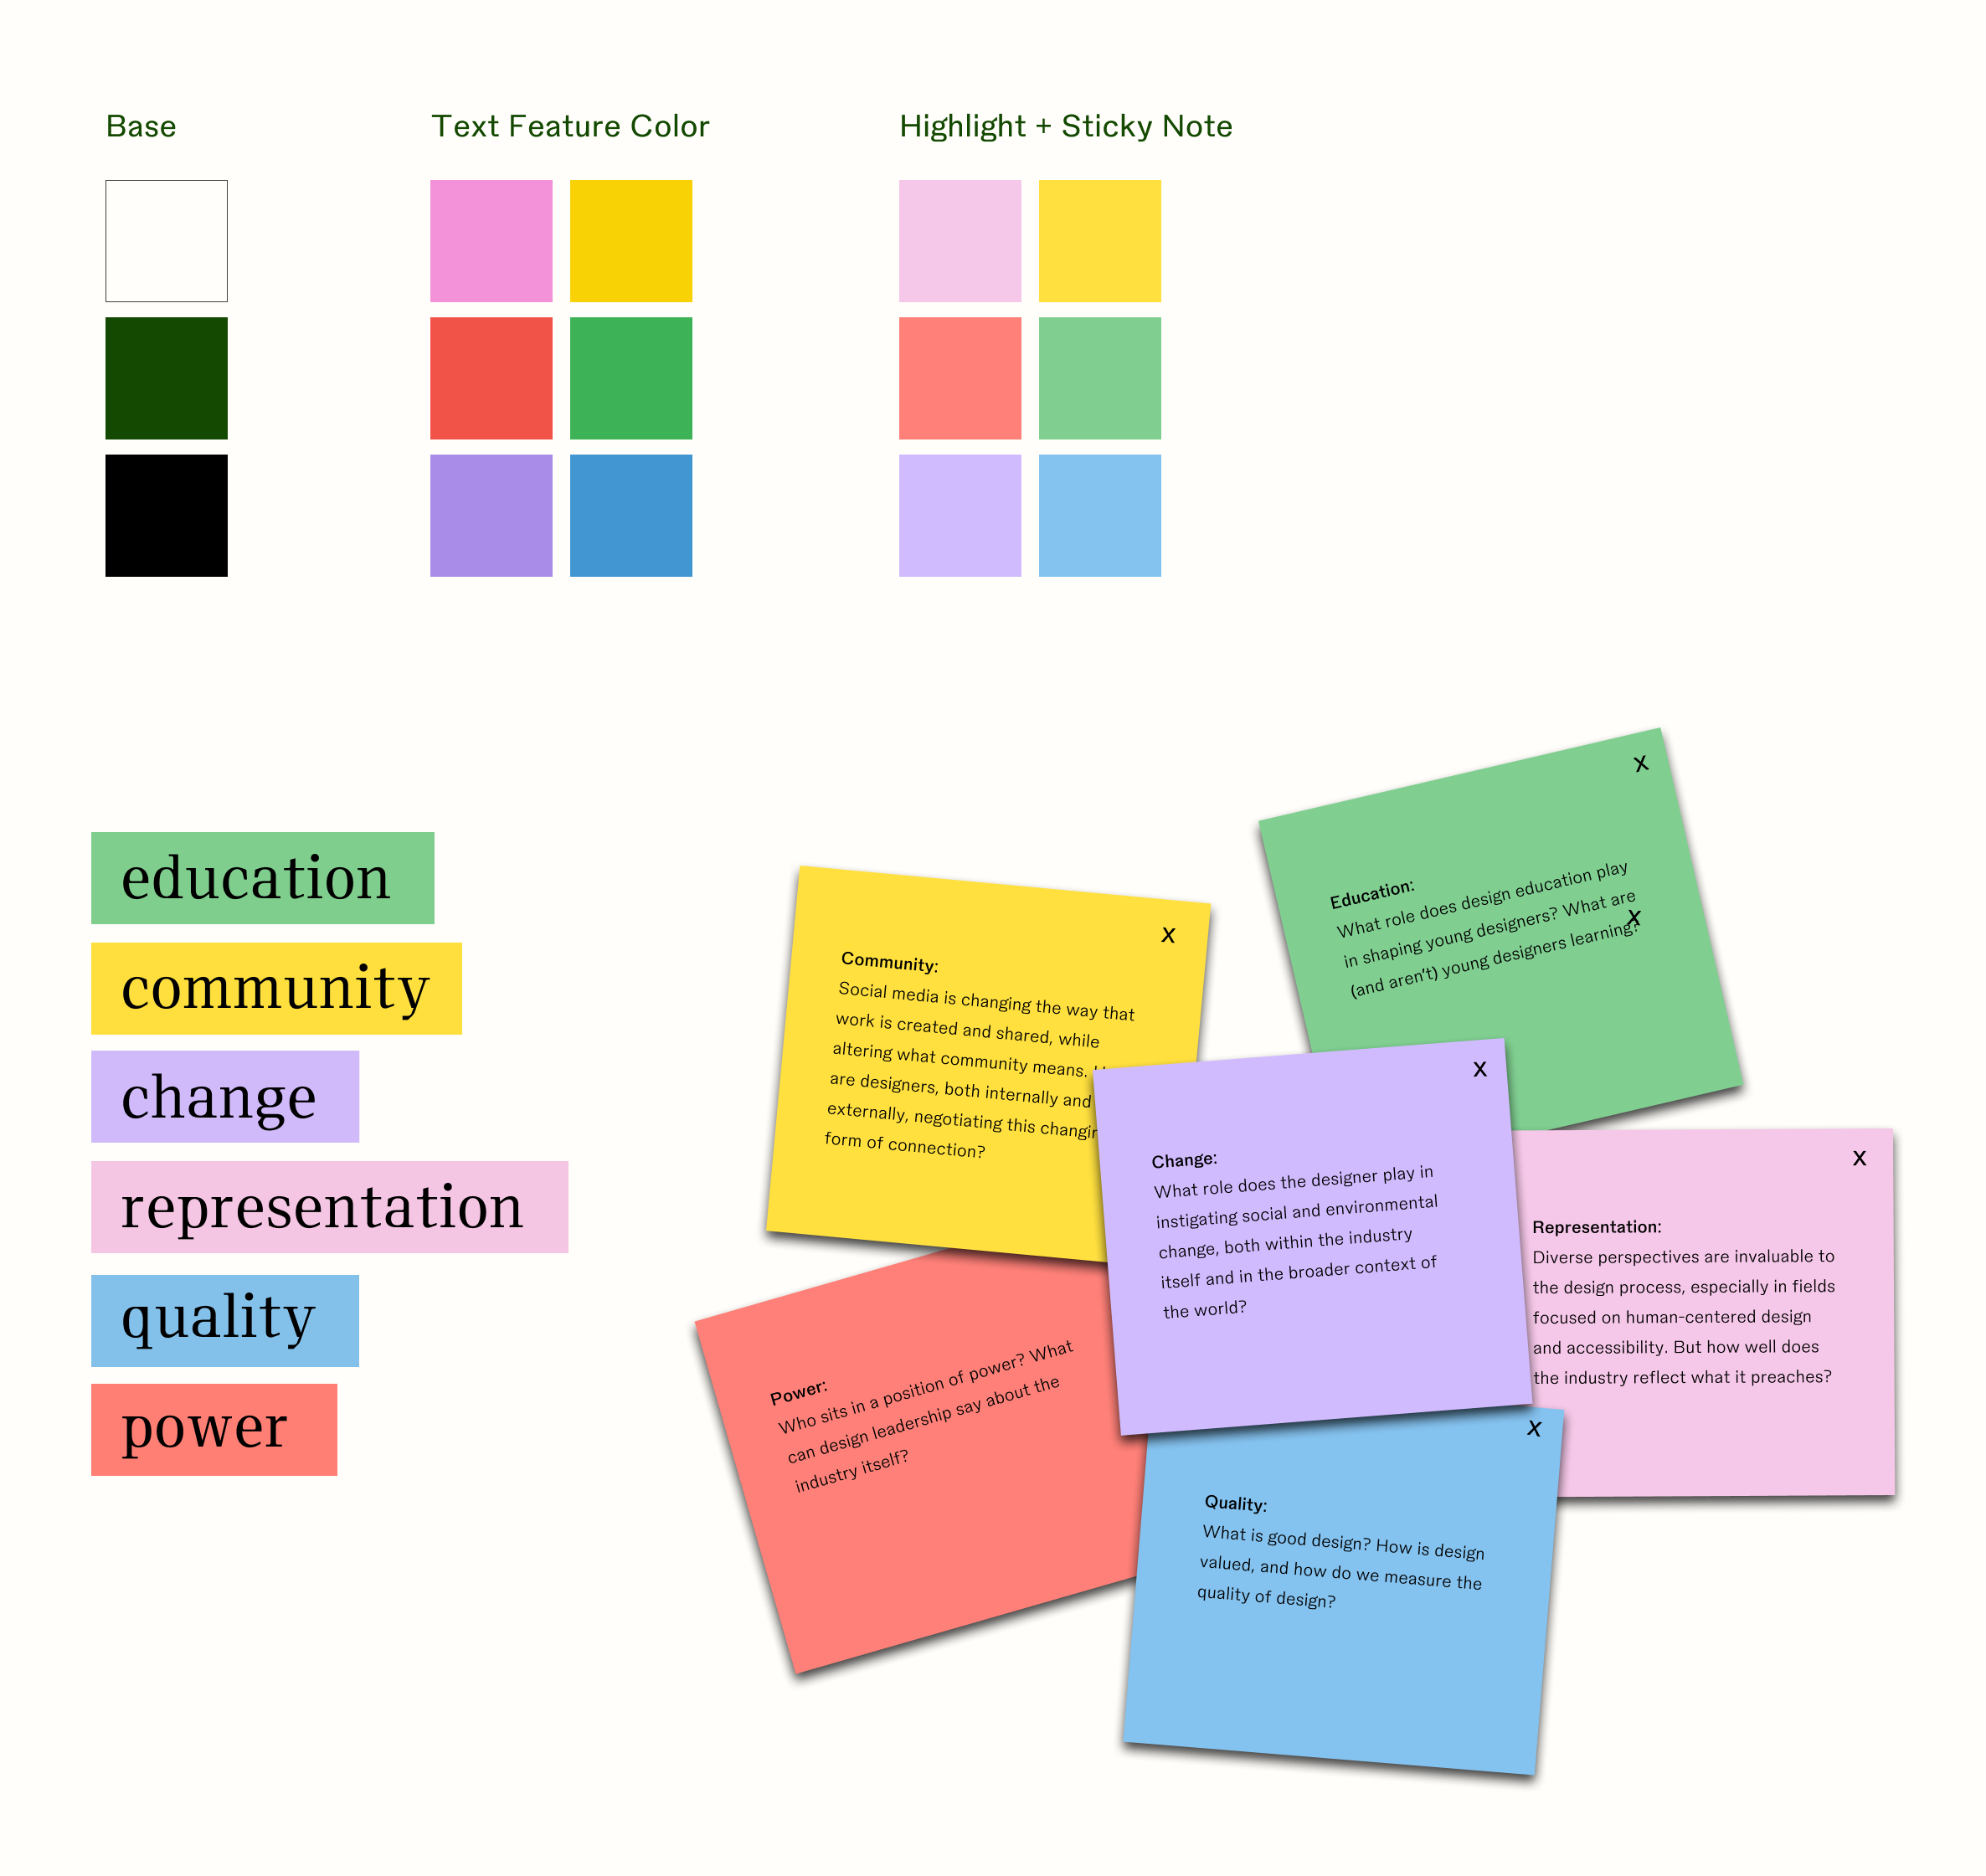 Base
Text Feature Color
Highlight + Sticky Note
education
community
change
representation
quality
power
x
Education:
What role does design education play
in shaping young designers? What are
x
(and aren't) young designers learning?
x
Community:
Social media is changing the way that
work is created and shared, while
altering what community means.
are designers, both internally and
externally, negotiating this
form of connection?
x
Change:
What role does the designer play in
instigating social and environmental
change, both within the industry
itself and in the broader context of
the world?
x
Representation:
Diverse perspectives are invaluable to
the design process, especially in fields
focused on human-centered design
and accessibility. But how well does
the industry reflect what it preaches?
Power:
Who sits in a position of power? What
can design leadership say about the
industry itself?
x
Quality:
What is good design? How is design
valued, and how do we measure the
quality of design?